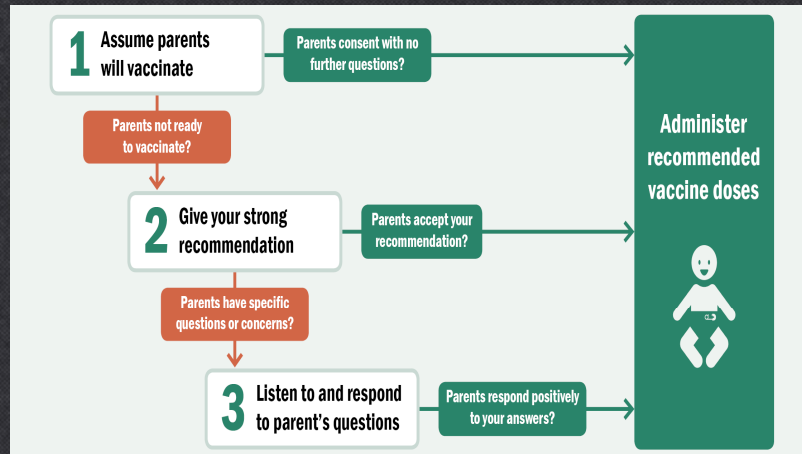 1
Assume parents
will vaccinate
Parents consent with no
further questions?
Parents not ready
to vaccinate?
2
Give your strong
recommendation
Parents accept your
recommendation?
Parents have specific
questions or concerns?
3
Listen to and respond
to parent's questions
Parents respond positively
to your answers?
Administer
recommended
vaccine doses